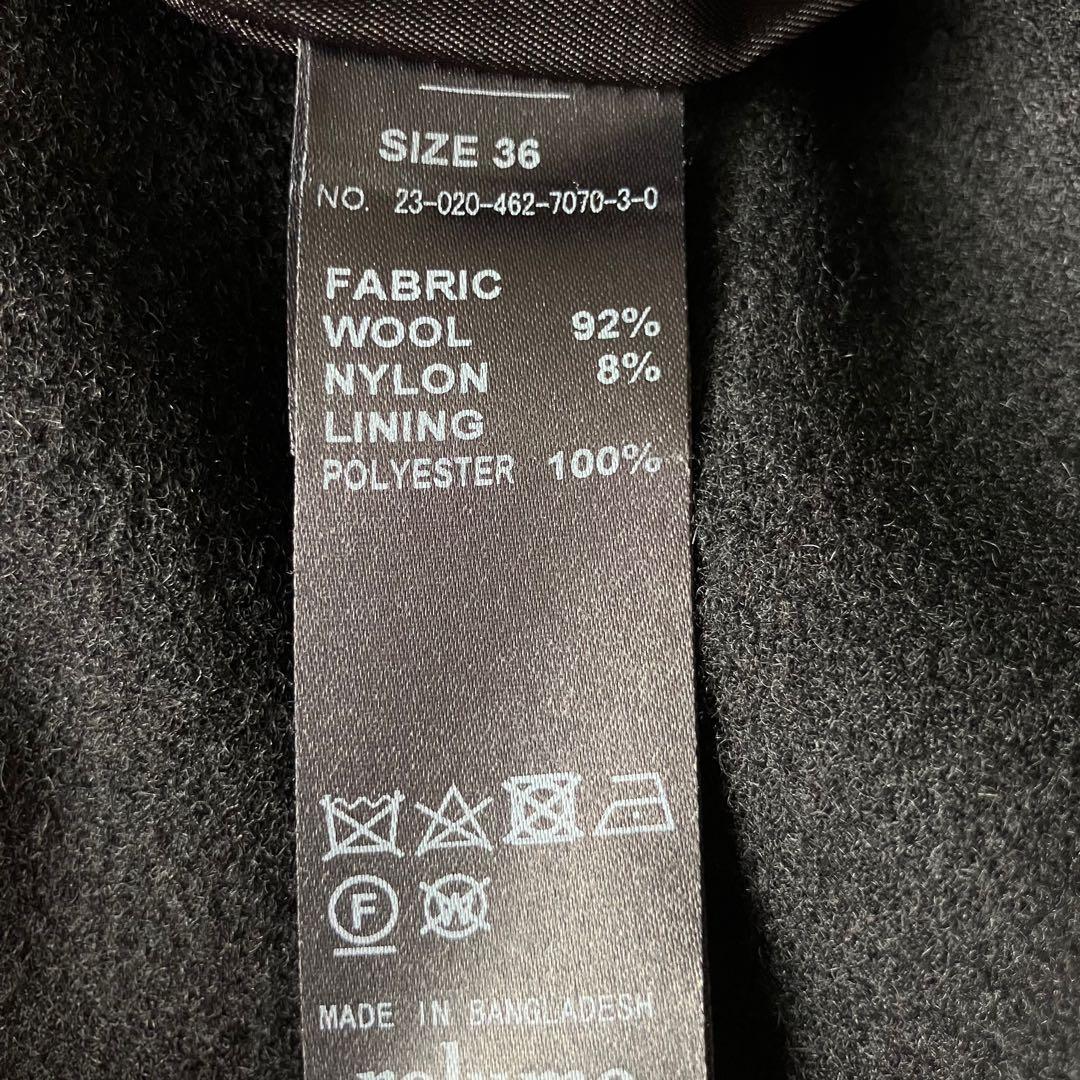 SIZE 36
NO. 23-020-462-7070-3-0
FABRIC
WOOL 92%
NYLON 8%
LINING
POLYESTER 100%
F W
MADE IN BANGLADESH